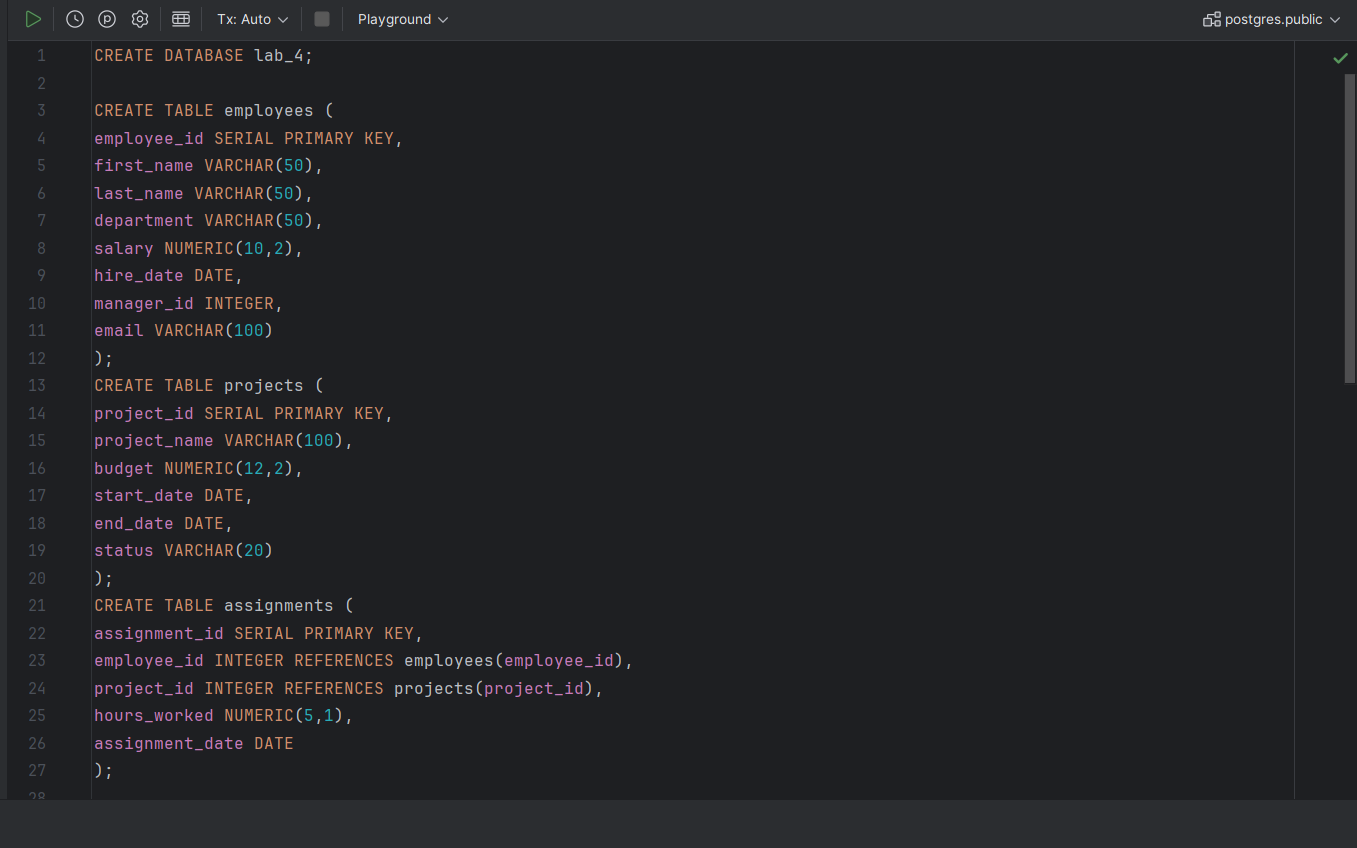 Tx: Auto Playground postgres.public
1 CREATE DATABASE lab_4;
2
3 CREATE TABLE employees (
4 employee_id SERIAL PRIMARY KEY,
5 first_name VARCHAR(50),
6 last_name VARCHAR(50),
7 department VARCHAR(50),
8 salary NUMERIC(10,2),
9 hire_date DATE,
10 manager_id INTEGER,
11 email VARCHAR(100)
12 );
13 CREATE TABLE projects (
14 project_id SERIAL PRIMARY KEY,
15 project_name VARCHAR(100),
16 budget NUMERIC(12,2),
17 start_date DATE,
18 end_date DATE,
19 status VARCHAR(20)
20 );
21 CREATE TABLE assignments (
22 assignment_id SERIAL PRIMARY KEY,
23 employee_id INTEGER REFERENCES employees(employee_id),
24 project_id INTEGER REFERENCES projects(project_id),
25 hours_worked NUMERIC(5,1),
26 assignment_date DATE
27 );
28